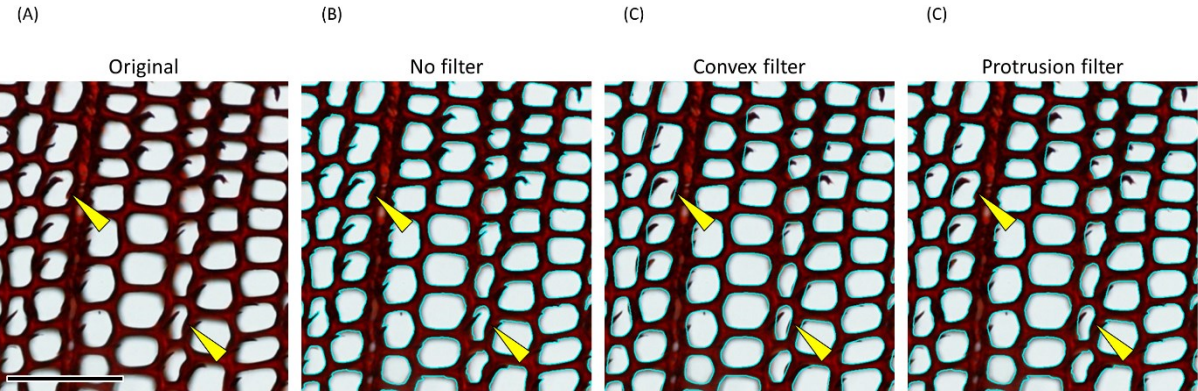 (A)
(B)
(C)
(C)
Original
No filter
Convex filter
Protrusion filter